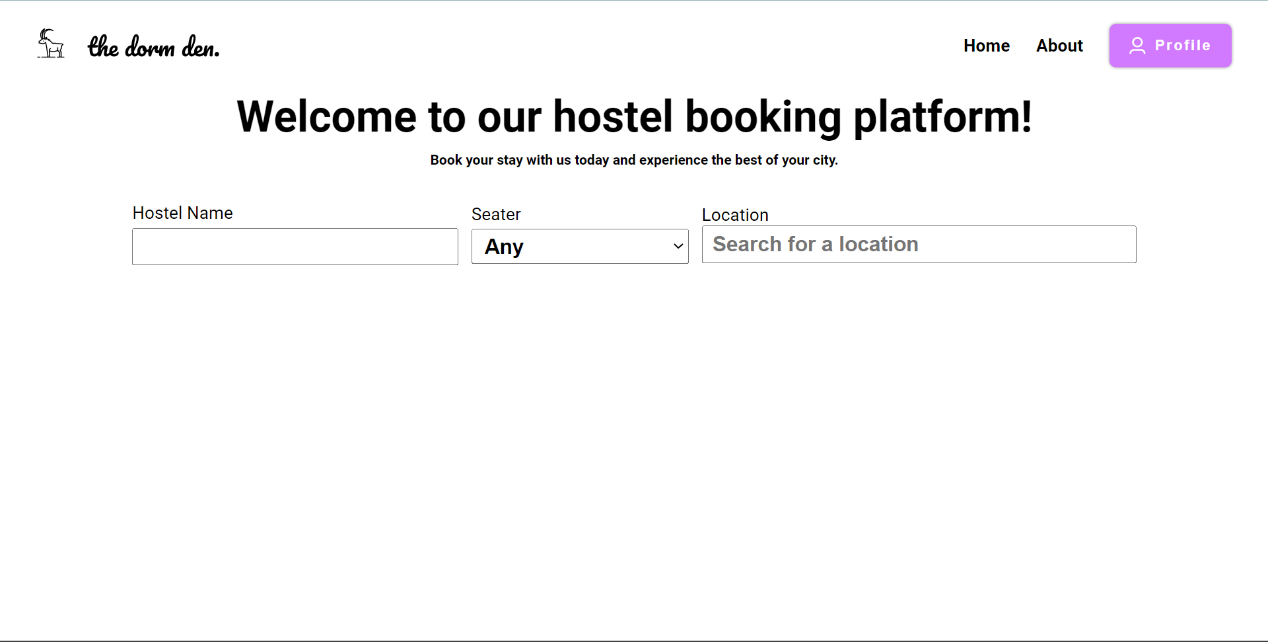 the dorm den.
Home About Profile
Welcome to our hostel booking platform!
Book your stay with us today and experience the best of your city.
Hostel Name Seater Location
Any Search for a location